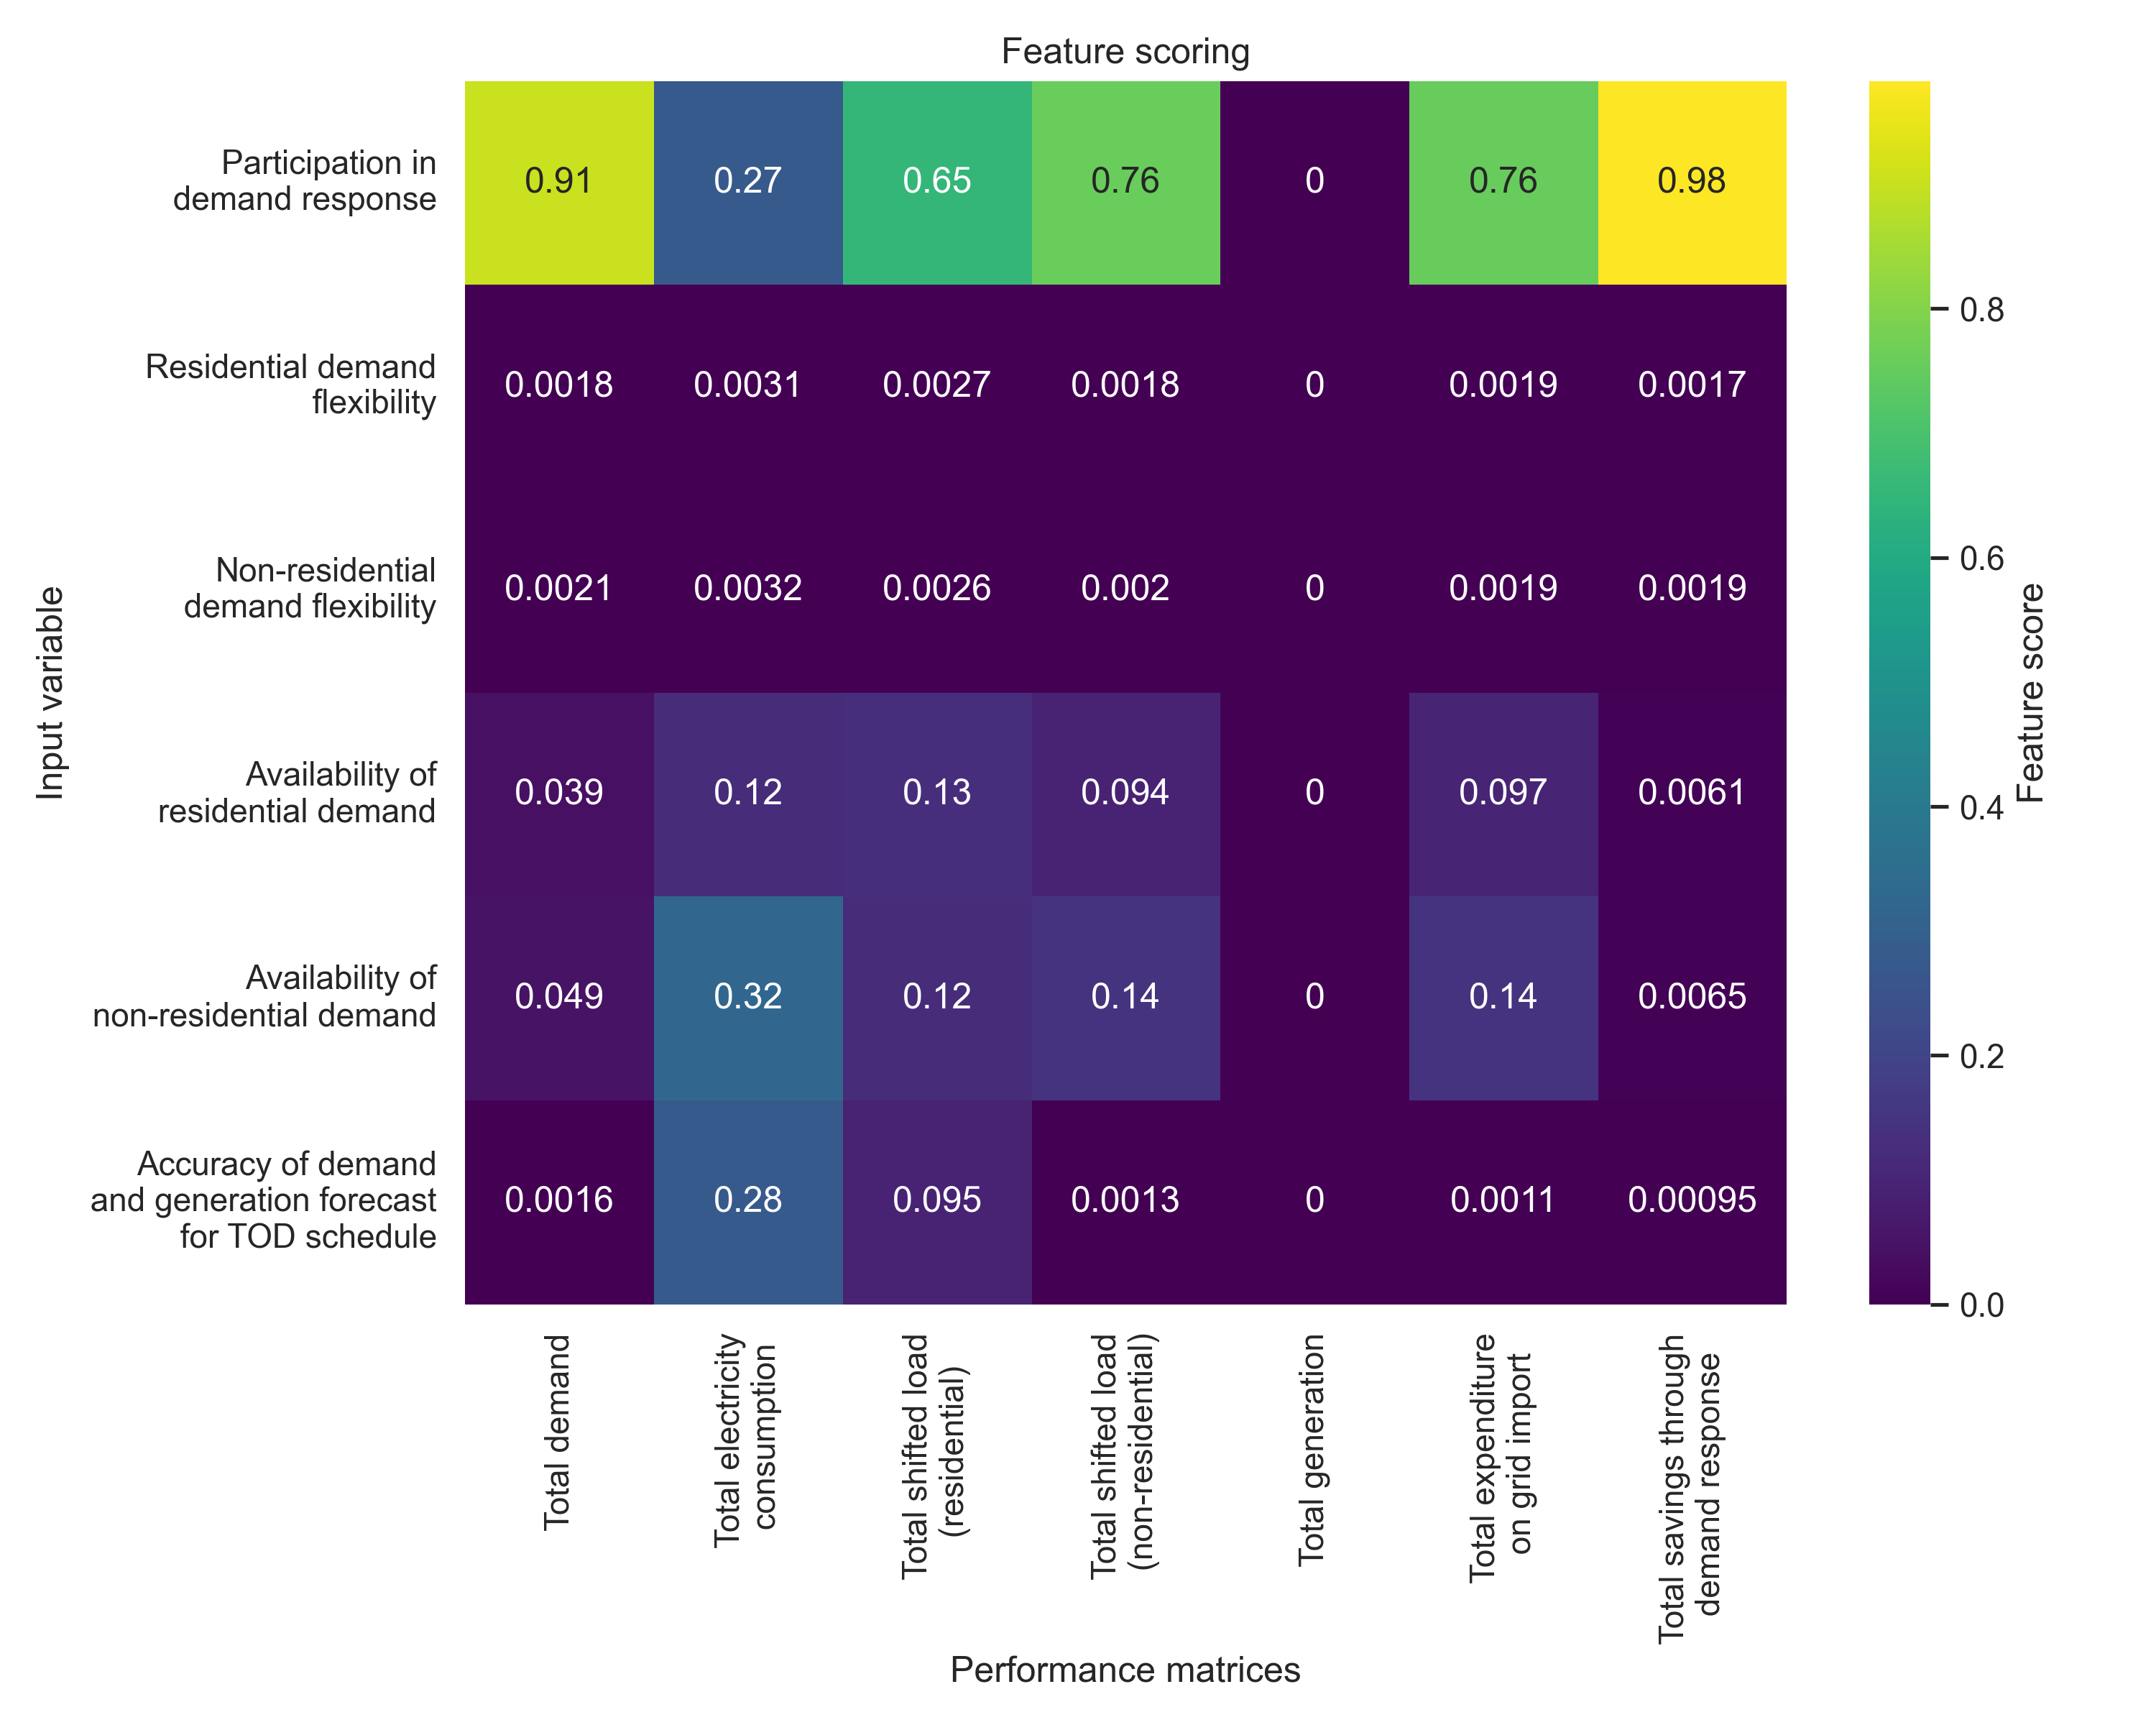 Feature scoring
Participation in
demand response
0.91 0.27 0.65 0.76 0 0.76 0.98
Residential demand
flexibility
0.0018 0.0031 0.0027 0.0018 0 0.0019 0.0017
Non-residential
demand flexibility
0.0021 0.0032 0.0026 0.002 0 0.0019 0.0019
Availability of
residential demand
0.039 0.12 0.13 0.094 0 0.097 0.0061
Availability of
non-residential demand
0.049 0.32 0.12 0.14 0 0.14 0.0065
Accuracy of demand
and generation forecast
for TOD schedule
0.0016 0.28 0.095 0.0013 0 0.0011 0.00095
Input variable
Total demand
Total electricity
consumption
Total shifted load
(residential)
Total shifted load
(non-residential)
Total generation
Total expenditure
on grid import
Total savings through
demand response
Performance matrices
0.8
0.6
0.4
0.2
0.0
Feature score